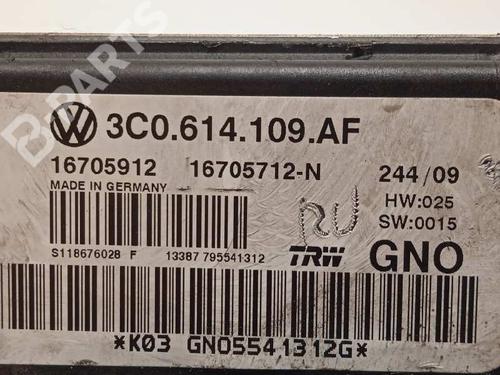 B-PARTS
3C0.614.109.AF
16705912 16705712-N 244/09
MADE IN GERMANY HW:025
SW:0015
S118676028 F 13387 795541312 TRW GNO
*K03 GNO5541312G*